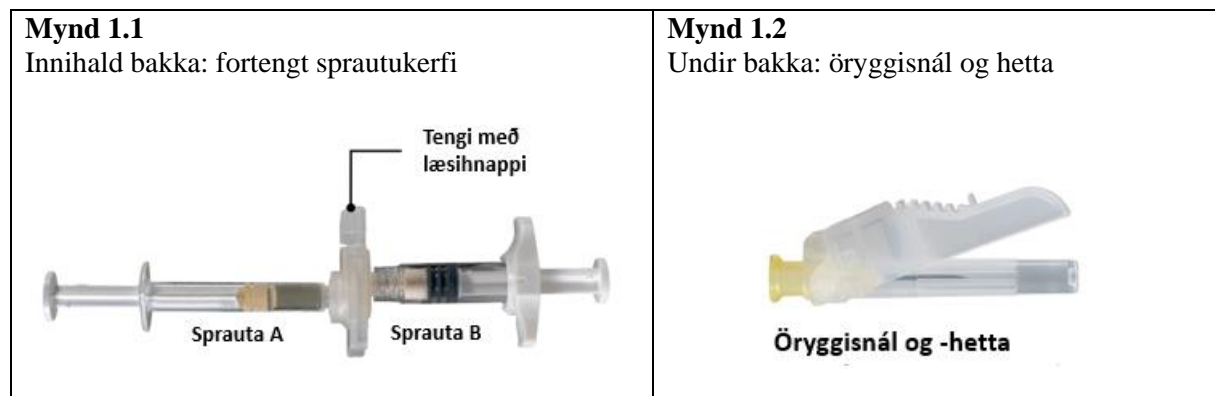 Mynd 1.1
Innihald bakka: fortengt sprautukerfi
Tengi með
læsihnappi
Sprauta A
Sprauta B
Mynd 1.2
Undir bakka: öryggisnál og hetta
Öryggisnál og -hetta